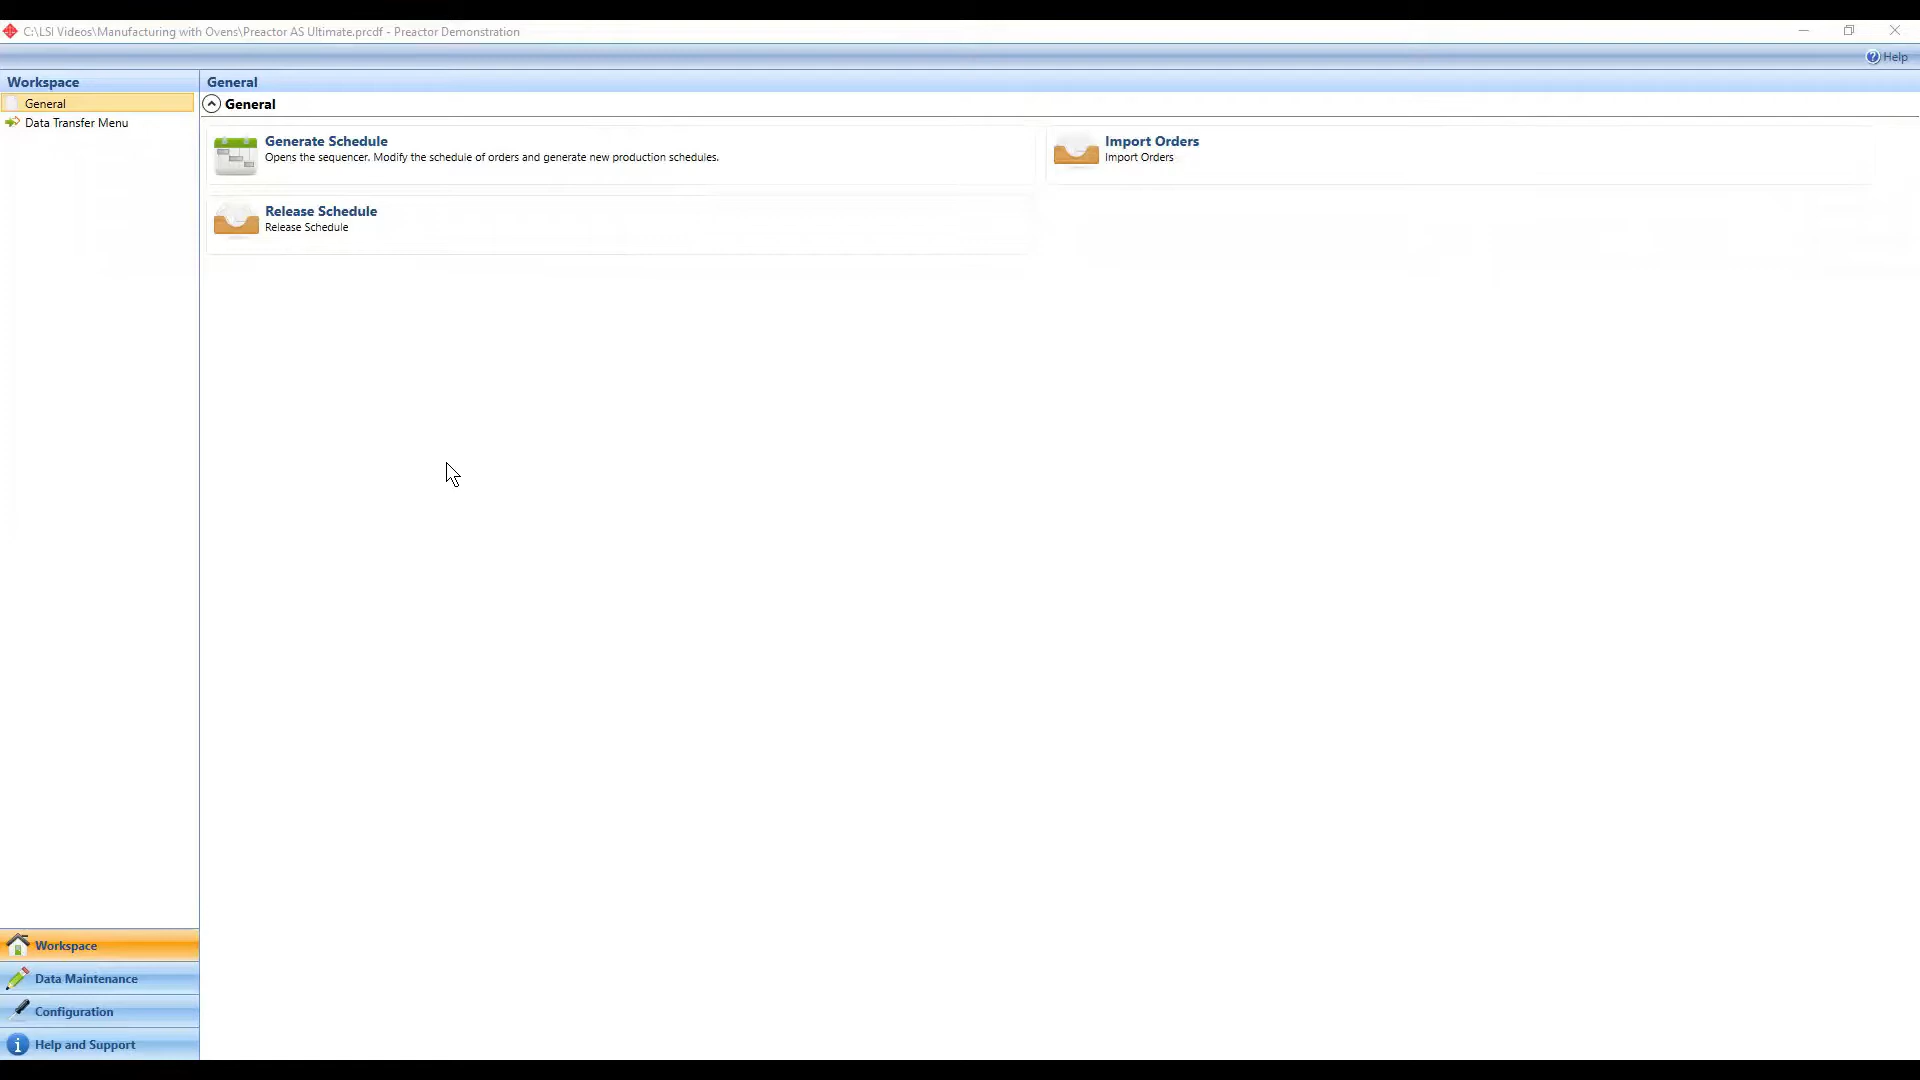 C:\LSI Videos\Manufacturing with Ovens\Preactor AS Ultimate.prcdf - Preactor Demonstration
Help
Workspace
General
General
General
Data Transfer Menu
Generate Schedule
Opens the sequencer. Modify the schedule of orders and generate new production schedules.
Import Orders
Import Orders
Release Schedule
Release Schedule
Workspace
Data Maintenance
Configuration
Help and Support